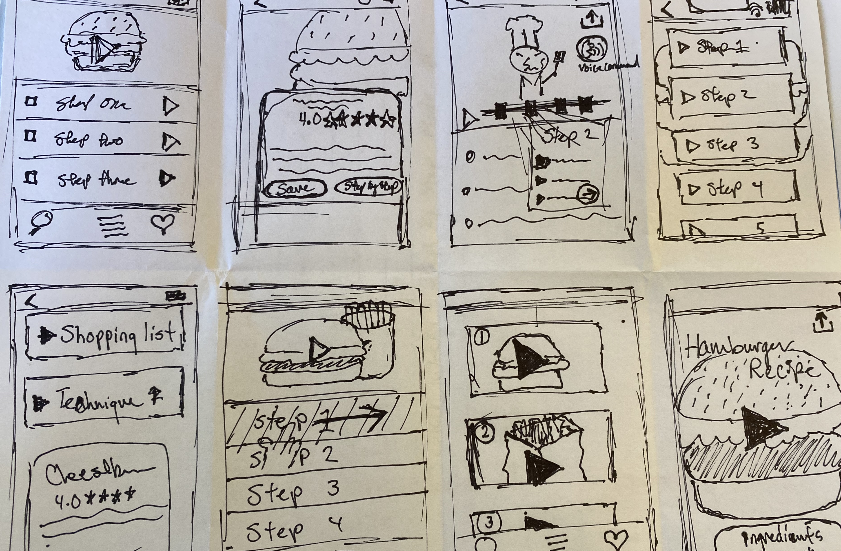 Step one
Step two
Step three
4.0
Save
Step by step
Voice command
Step 2
Step 1
Step 2
Step 3
Step 4
5
Shopping list
Technique
4.0
Step 1
Step 2
Step 3
Step 4
1
2
3
Hamburger
Recipe
Ingredients